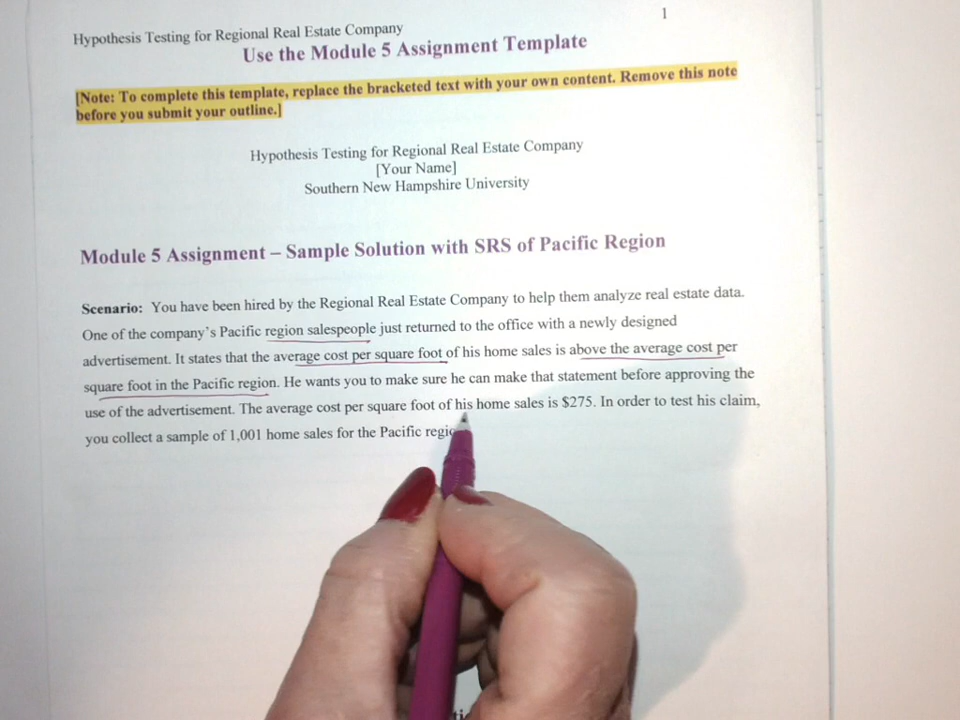 1
Hypothesis Testing for Regional Real Estate Company
Use the Module 5 Assignment Template
[Note: To complete this template, replace the bracketed text with your own content. Remove this note
before you submit your outline.]
Hypothesis Testing for Regional Real Estate Company
[Your Name]
Southern New Hampshire University
Module 5 Assignment – Sample Solution with SRS of Pacific Region
Scenario: You have been hired by the Regional Real Estate Company to help them analyze real estate data.
One of the company's Pacific region salespeople just returned to the office with a newly designed
advertisement. It states that the average cost per square foot of his home sales is above the average cost per
square foot in the Pacific region. He wants you to make sure he can make that statement before approving the
use of the advertisement. The average cost per square foot of his home sales is $275. In order to test his claim,
you collect a sample of 1,001 home sales for the Pacific